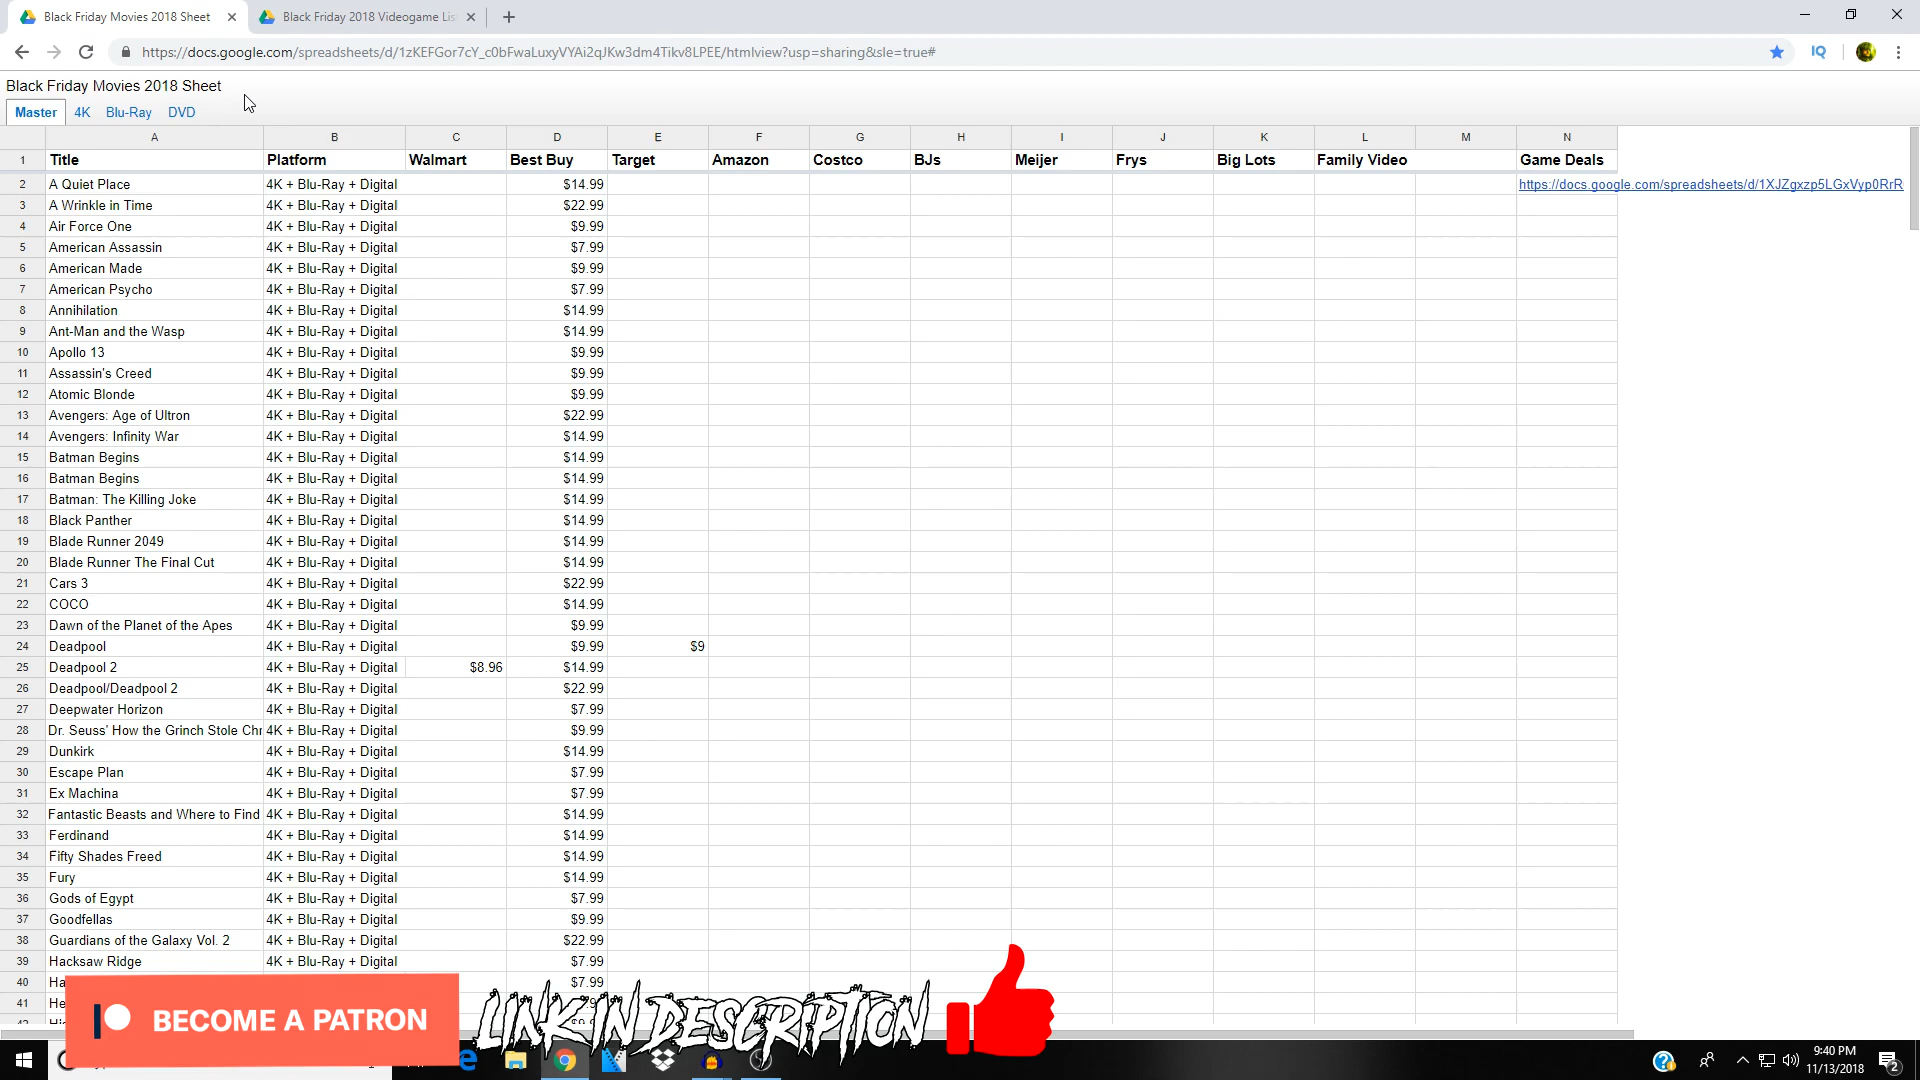 Black Friday Movies 2018 Sheet
Black Friday 2018 Videogame Lis
https://docs.google.com/spreadsheets/d/1zKEFGor7cY_c0bFwaLuxyVYAi2qJKw3dm4Tikv8LPEE/htmlview?usp=sharing&sle=true#
IQ
Black Friday Movies 2018 Sheet
Master 4K Blu-Ray DVD
A B C D E F G H I J K L M N
1 Title Platform Walmart Best Buy Target Amazon Costco BJs Meijer Frys Big Lots Family Video Game Deals
2 A Quiet Place 4K + Blu-Ray + Digital $14.99 https://docs.google.com/spreadsheets/d/1XJZgxzp5LGxVyp0RrR
3 A Wrinkle in Time 4K + Blu-Ray + Digital $22.99
4 Air Force One 4K + Blu-Ray + Digital $9.99
5 American Assassin 4K + Blu-Ray + Digital $7.99
6 American Made 4K + Blu-Ray + Digital $9.99
7 American Psycho 4K + Blu-Ray + Digital $7.99
8 Annihilation 4K + Blu-Ray + Digital $14.99
9 Ant-Man and the Wasp 4K + Blu-Ray + Digital $14.99
10 Apollo 13 4K + Blu-Ray + Digital $9.99
11 Assassin's Creed 4K + Blu-Ray + Digital $9.99
12 Atomic Blonde 4K + Blu-Ray + Digital $9.99
13 Avengers: Age of Ultron 4K + Blu-Ray + Digital $22.99
14 Avengers: Infinity War 4K + Blu-Ray + Digital $14.99
15 Batman Begins 4K + Blu-Ray + Digital $14.99
16 Batman Begins 4K + Blu-Ray + Digital $14.99
17 Batman: The Killing Joke 4K + Blu-Ray + Digital $14.99
18 Black Panther 4K + Blu-Ray + Digital $14.99
19 Blade Runner 2049 4K + Blu-Ray + Digital $14.99
20 Blade Runner The Final Cut 4K + Blu-Ray + Digital $14.99
21 Cars 3 4K + Blu-Ray + Digital $22.99
22 COCO 4K + Blu-Ray + Digital $14.99
23 Dawn of the Planet of the Apes 4K + Blu-Ray + Digital $9.99
24 Deadpool 4K + Blu-Ray + Digital $9.99 $9
25 Deadpool 2 4K + Blu-Ray + Digital $8.96 $14.99
26 Deadpool/Deadpool 2 4K + Blu-Ray + Digital $22.99
27 Deepwater Horizon 4K + Blu-Ray + Digital $7.99
28 Dr. Seuss' How the Grinch Stole Chr 4K + Blu-Ray + Digital $9.99
29 Dunkirk 4K + Blu-Ray + Digital $14.99
30 Escape Plan 4K + Blu-Ray + Digital $7.99
31 Ex Machina 4K + Blu-Ray + Digital $7.99
32 Fantastic Beasts and Where to Find 4K + Blu-Ray + Digital $14.99
33 Ferdinand 4K + Blu-Ray + Digital $14.99
34 Fifty Shades Freed 4K + Blu-Ray + Digital $14.99
35 Fury 4K + Blu-Ray + Digital $14.99
36 Gods of Egypt 4K + Blu-Ray + Digital $7.99
37 Goodfellas 4K + Blu-Ray + Digital $9.99
38 Guardians of the Galaxy Vol. 2 4K + Blu-Ray + Digital $22.99
39 Hacksaw Ridge 4K + Blu-Ray + Digital $7.99
40 Ha $7.99
41 He
BECOME A PATRON
LINK IN DESCRIPTION
9:40 PM
11/13/2018
2